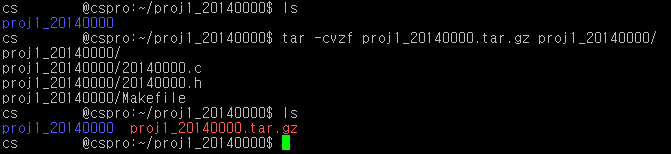 cs @cspro:~/proj1_20140000$ ls
proj1_20140000
cs @cspro:~/proj1_20140000$ tar -cvzf proj1_20140000.tar.gz proj1_20140000/
proj1_20140000/
proj1_20140000/20140000.c
proj1_20140000/20140000.h
proj1_20140000/Makefile
cs @cspro:~/proj1_20140000$ ls
proj1_20140000 proj1_20140000.tar.gz
cs @cspro:~/proj1_20140000$